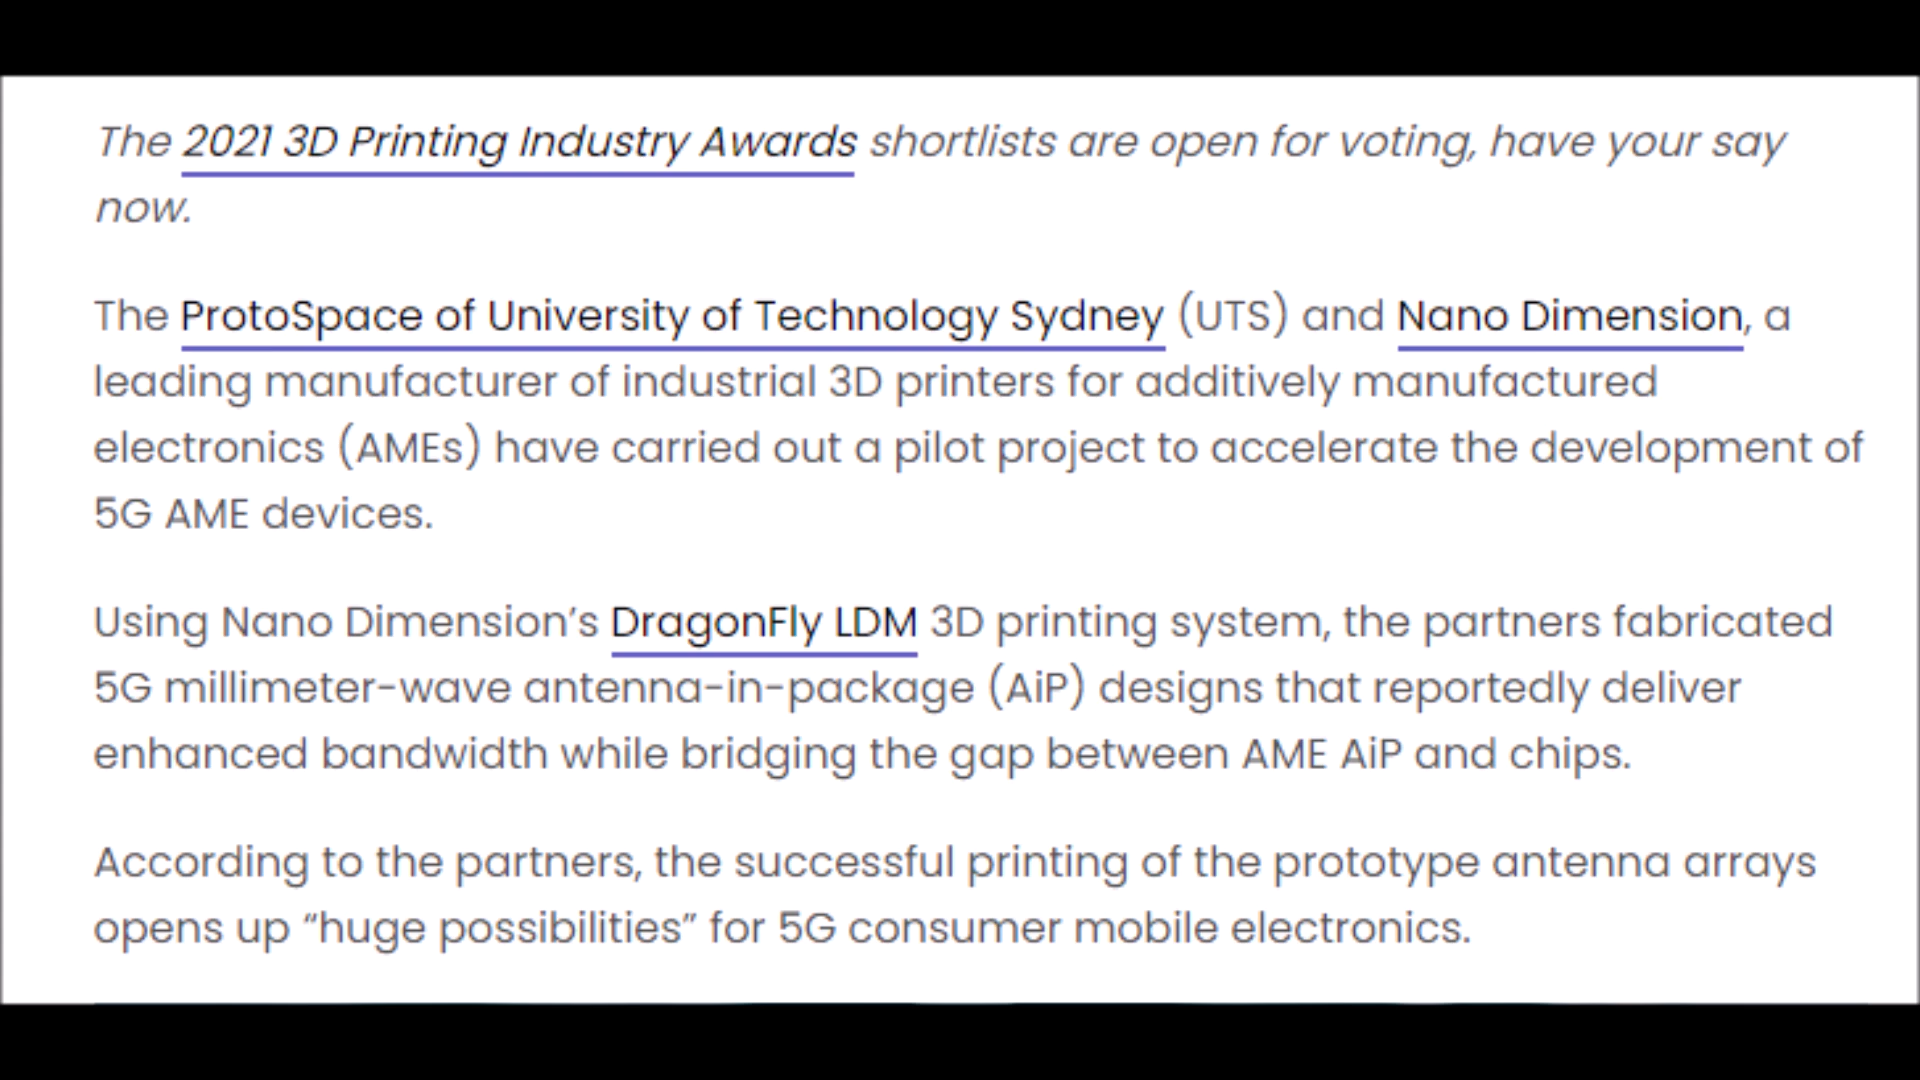 The 2021 3D Printing Industry Awards shortlists are open for voting, have your say
now.
The ProtoSpace of University of Technology Sydney (UTS) and Nano Dimension, a
leading manufacturer of industrial 3D printers for additively manufactured
electronics (AMEs) have carried out a pilot project to accelerate the development of
5G AME devices.
Using Nano Dimension’s DragonFly LDM 3D printing system, the partners fabricated
5G millimeter-wave antenna-in-package (AiP) designs that reportedly deliver
enhanced bandwidth while bridging the gap between AME AiP and chips.
According to the partners, the successful printing of the prototype antenna arrays
opens up “huge possibilities” for 5G consumer mobile electronics.